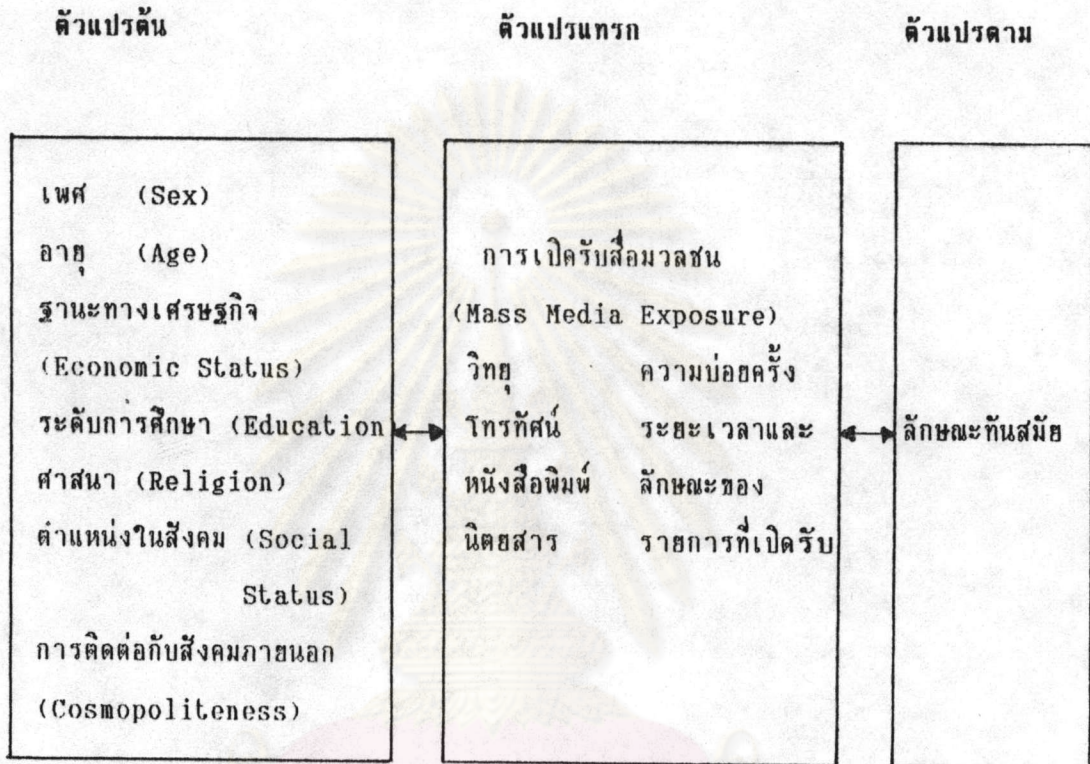 ตัวแปรต้น ตัวแปรแทรก ตัวแปรตาม
เพศ (Sex)
อายุ (Age)
ฐานะทางเศรษฐกิจ
(Economic Status)
ระดับการศึกษา (Education
ศาสนา (Religion)
ตำแหน่งในสังคม (Social
Status)
การติดต่อกับสังคมภายนอก
(Cosmopoliteness)
การเปิดรับสื่อมวลชน
(Mass Media Exposure)
วิทยุ ความบ่อยครั้ง
โทรทัศน์ ระยะเวลาและ
หนังสือพิมพ์ ลักษณะของ
นิตยสาร รายการที่เปิดรับ
ลักษณะทันสมัย